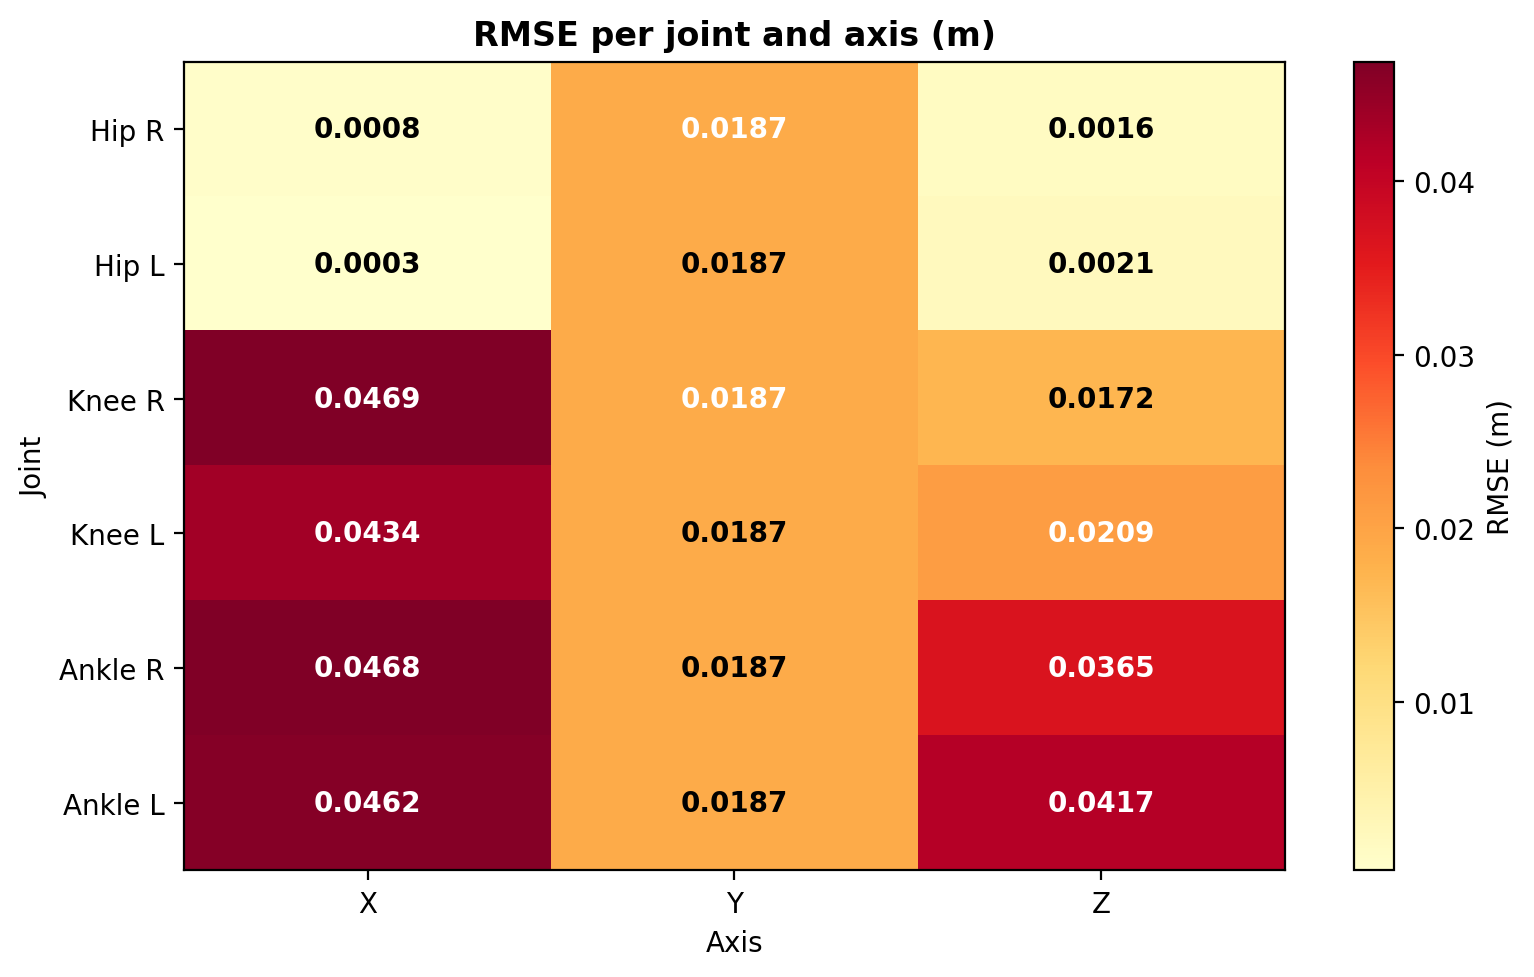 RMSE per joint and axis (m)
Hip R 0.0008 0.0187 0.0016
Hip L 0.0003 0.0187 0.0021
Knee R 0.0469 0.0187 0.0172
Knee L 0.0434 0.0187 0.0209
Ankle R 0.0468 0.0187 0.0365
Ankle L 0.0462 0.0187 0.0417
X Y Z
Axis
Joint
0.04
0.03
0.02
0.01
RMSE (m)